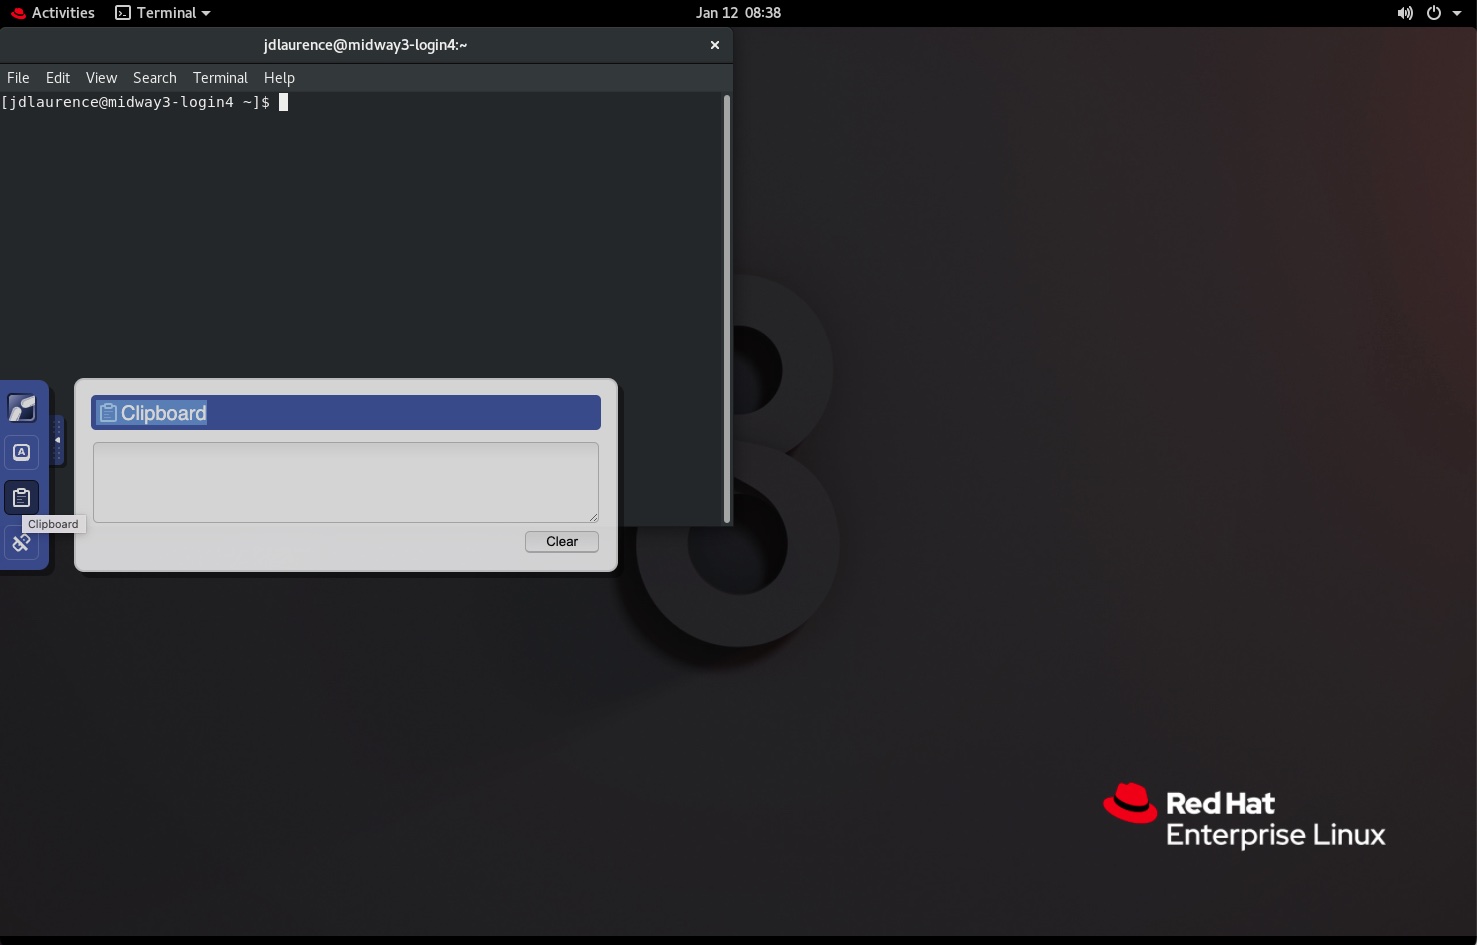 Activities Terminal Jan 12 08:38
jdlaurence@midway3-login4:~
File Edit View Search Terminal Help
[jdlaurence@midway3-login4 ~]$
Clipboard
A
Clipboard
Clear
Red Hat
Enterprise Linux